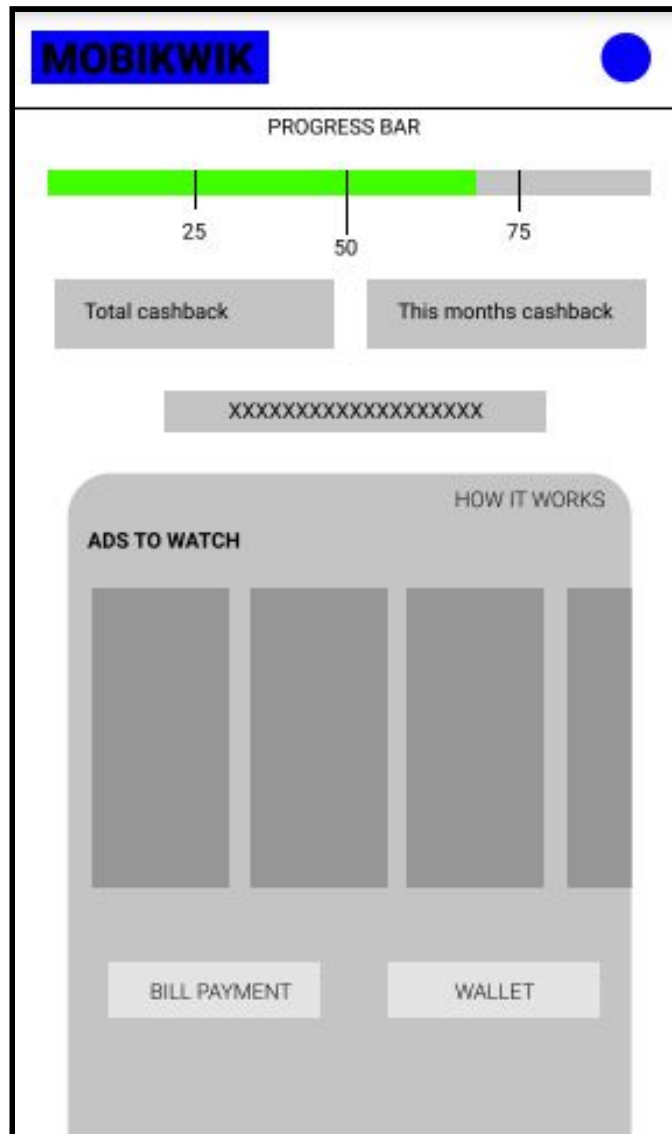 MOBIKWIK
PROGRESS BAR
25 50 75
Total cashback This months cashback
XXXXXXXXXXXXXXXXXXX
HOW IT WORKS
ADS TO WATCH
BILL PAYMENT WALLET